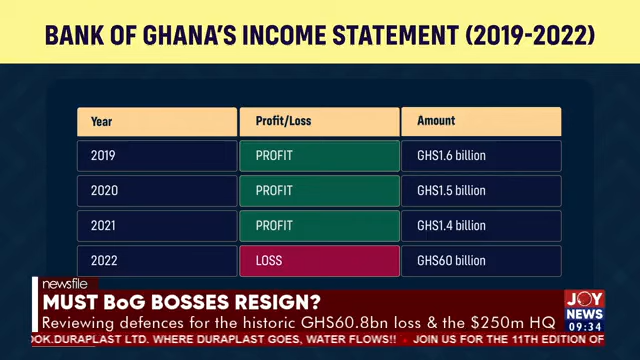 BANK OF GHANA'S INCOME STATEMENT (2019-2022)
Year Profit/Loss Amount
2019 PROFIT GHS1.6 billion
2020 PROFIT GHS1.5 billion
2021 PROFIT GHS1.4 billion
2022 LOSS GHS60 billion
newsfile
MUST BoG BOSSES RESIGN?
Reviewing defences for the historic GHS60.8bn loss & the $250m HQ
JOY
NEWS
09:34
OOK.DURAPLAST LTD. WHERE DURAPLAST GOES, WATER FLOWS!! JOIN US FOR THE 11TH EDITION OF